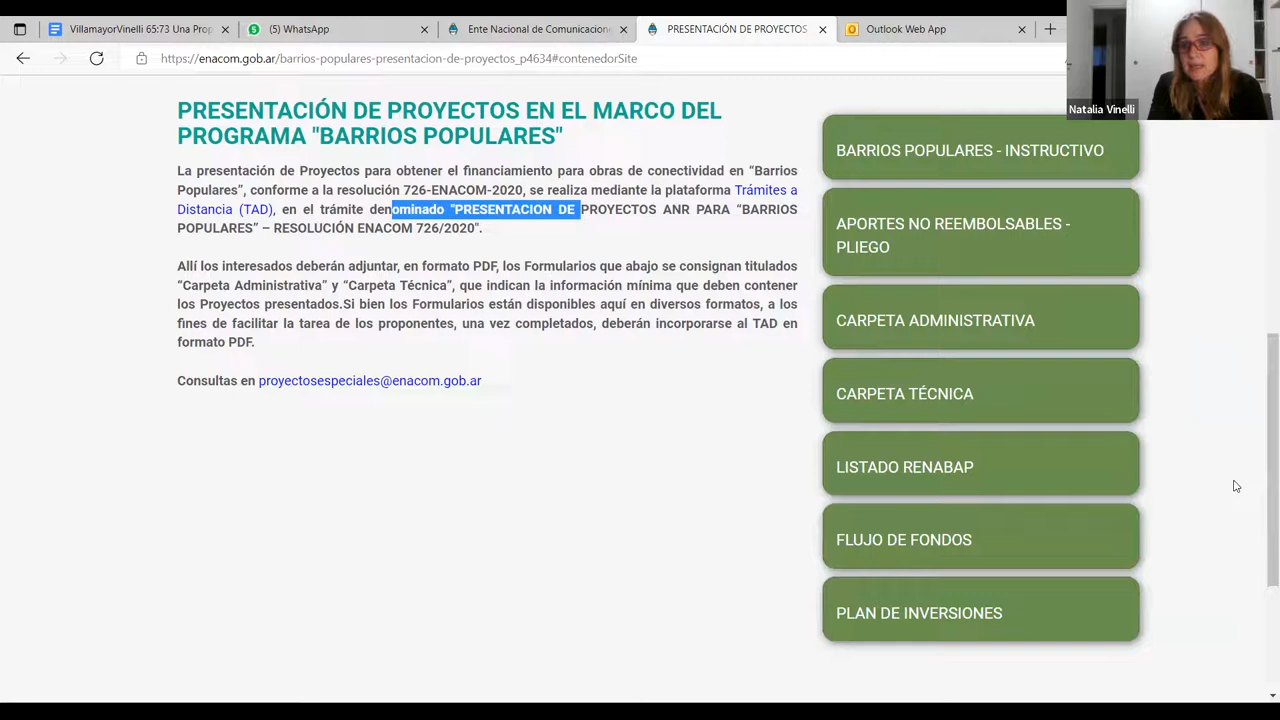 VillamayorVinelli 65:73 Una Prop
(5) WhatsApp
Ente Nacional de Comunicacione
PRESENTACIÓN DE PROYECTOS
Outlook Web App
https://enacom.gob.ar/barrios-populares-presentacion-de-proyectos_p4634#contenedorSite
Natalia Vinelli
PRESENTACIÓN DE PROYECTOS EN EL MARCO DEL
PROGRAMA "BARRIOS POPULARES"
La presentación de Proyectos para obtener el financiamiento para obras de conectividad en “Barrios
Populares”, conforme a la resolución 726-ENACOM-2020, se realiza mediante la plataforma Trámites a
Distancia (TAD), en el trámite denominado "PRESENTACION DE PROYECTOS ANR PARA “BARRIOS
POPULARES” – RESOLUCIÓN ENACOM 726/2020".
Allí los interesados deberán adjuntar, en formato PDF, los Formularios que abajo se consignan titulados
“Carpeta Administrativa” y “Carpeta Técnica”, que indican la información mínima que deben contener
los Proyectos presentados.Si bien los Formularios están disponibles aquí en diversos formatos, a los
fines de facilitar la tarea de los proponentes, una vez completados, deberán incorporarse al TAD en
formato PDF.
Consultas en proyectosespeciales@enacom.gob.ar
BARRIOS POPULARES - INSTRUCTIVO
APORTES NO REEMBOLSABLES -
PLIEGO
CARPETA ADMINISTRATIVA
CARPETA TÉCNICA
LISTADO RENABAP
FLUJO DE FONDOS
PLAN DE INVERSIONES